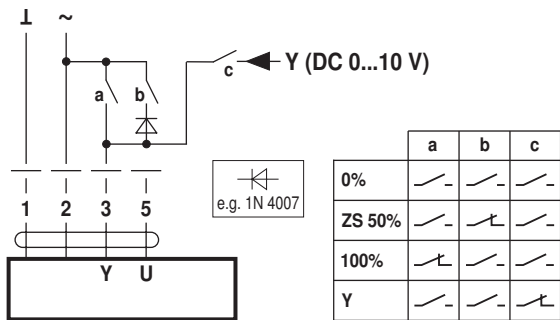 ⊥ ~
a b c Y (DC 0...10 V)
1 2 3 5
Y U
e.g. 1N 4007
a b c
0%
ZS 50%
100%
Y